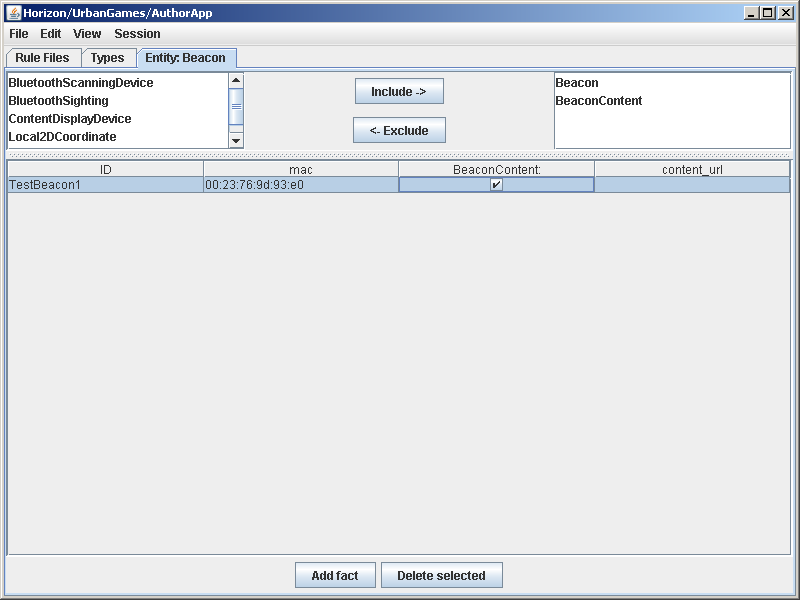 Horizon/UrbanGames/AuthorApp
File Edit View Session
Rule Files Types Entity: Beacon
BluetoothScanningDevice
BluetoothSighting
ContentDisplayDevice
Local2DCoordinate
Include ->
<- Exclude
Beacon
BeaconContent
ID mac BeaconContent: content_url
TestBeacon1 00:23:76:9d:93:e0
Add fact Delete selected